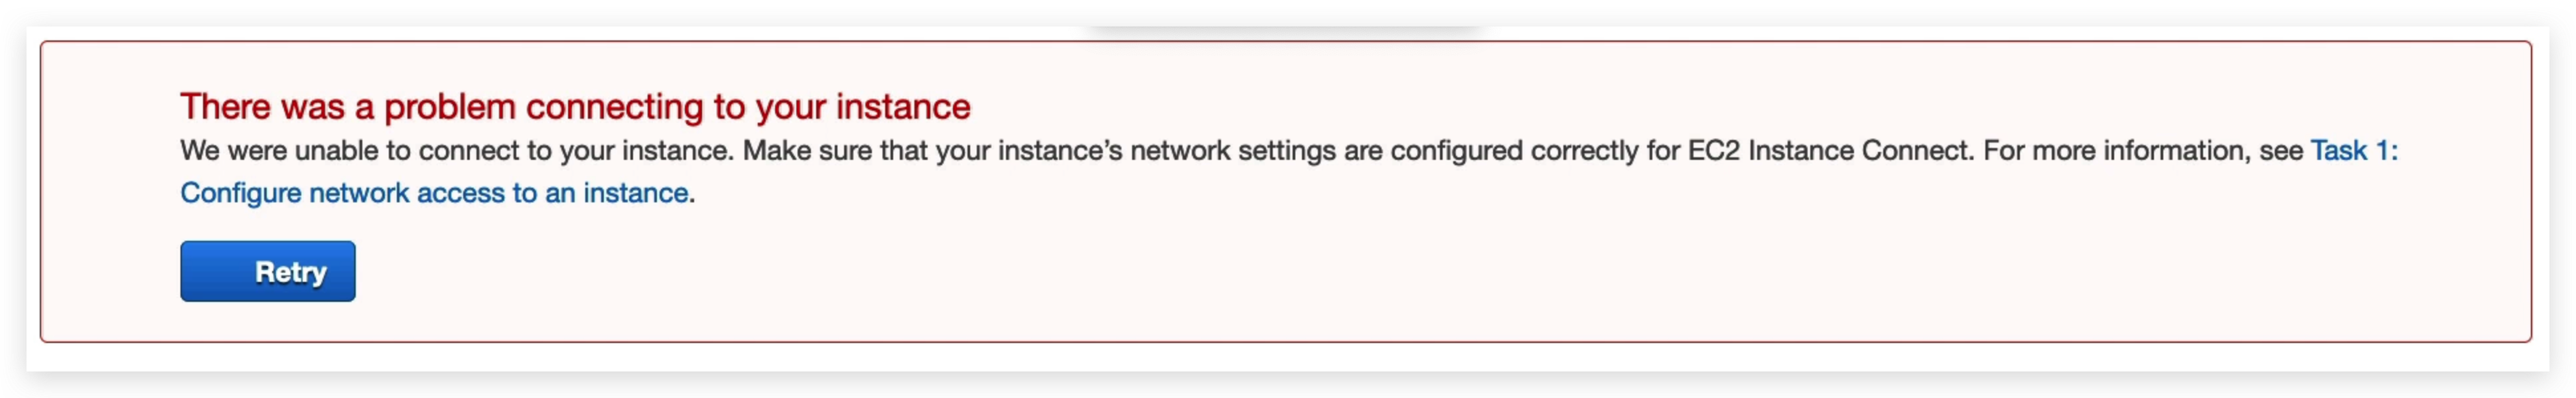 There was a problem connecting to your instance
We were unable to connect to your instance. Make sure that your instance’s network settings are configured correctly for EC2 Instance Connect. For more information, see Task 1:
Configure network access to an instance.
Retry